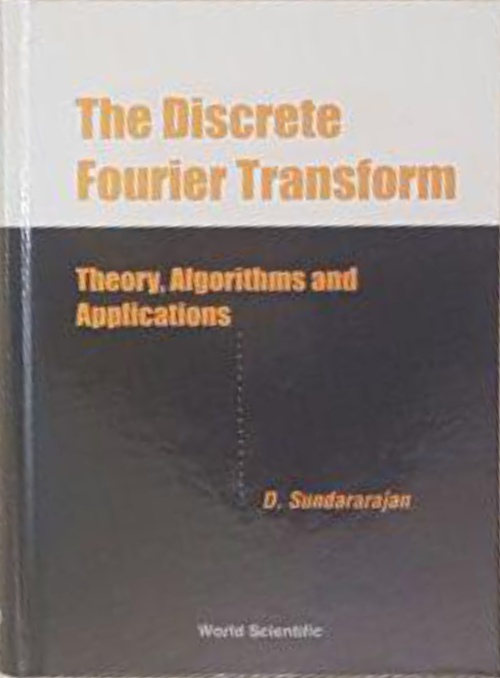 The Discrete
Fourier Transform
Theory, Algorithms and
Applications
D. Sundararajan
World Scientific